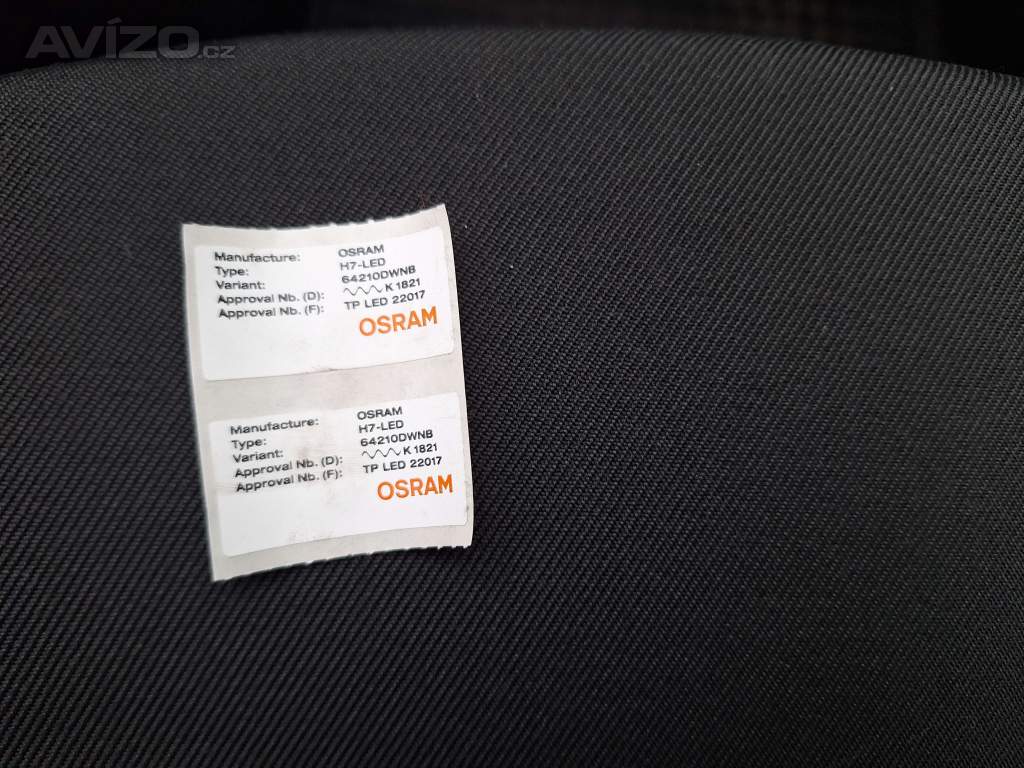 AVÍZO.cz
Manufacture: OSRAM
Type: H7-LED
Variant: 64210DWNB
Approval Nb. (D): K 1821
Approval Nb. (F): TP LED 22017
OSRAM
Manufacture: OSRAM
Type: H7-LED
Variant: 64210DWNB
Approval Nb. (D): K 1821
Approval Nb. (F): TP LED 22017
OSRAM